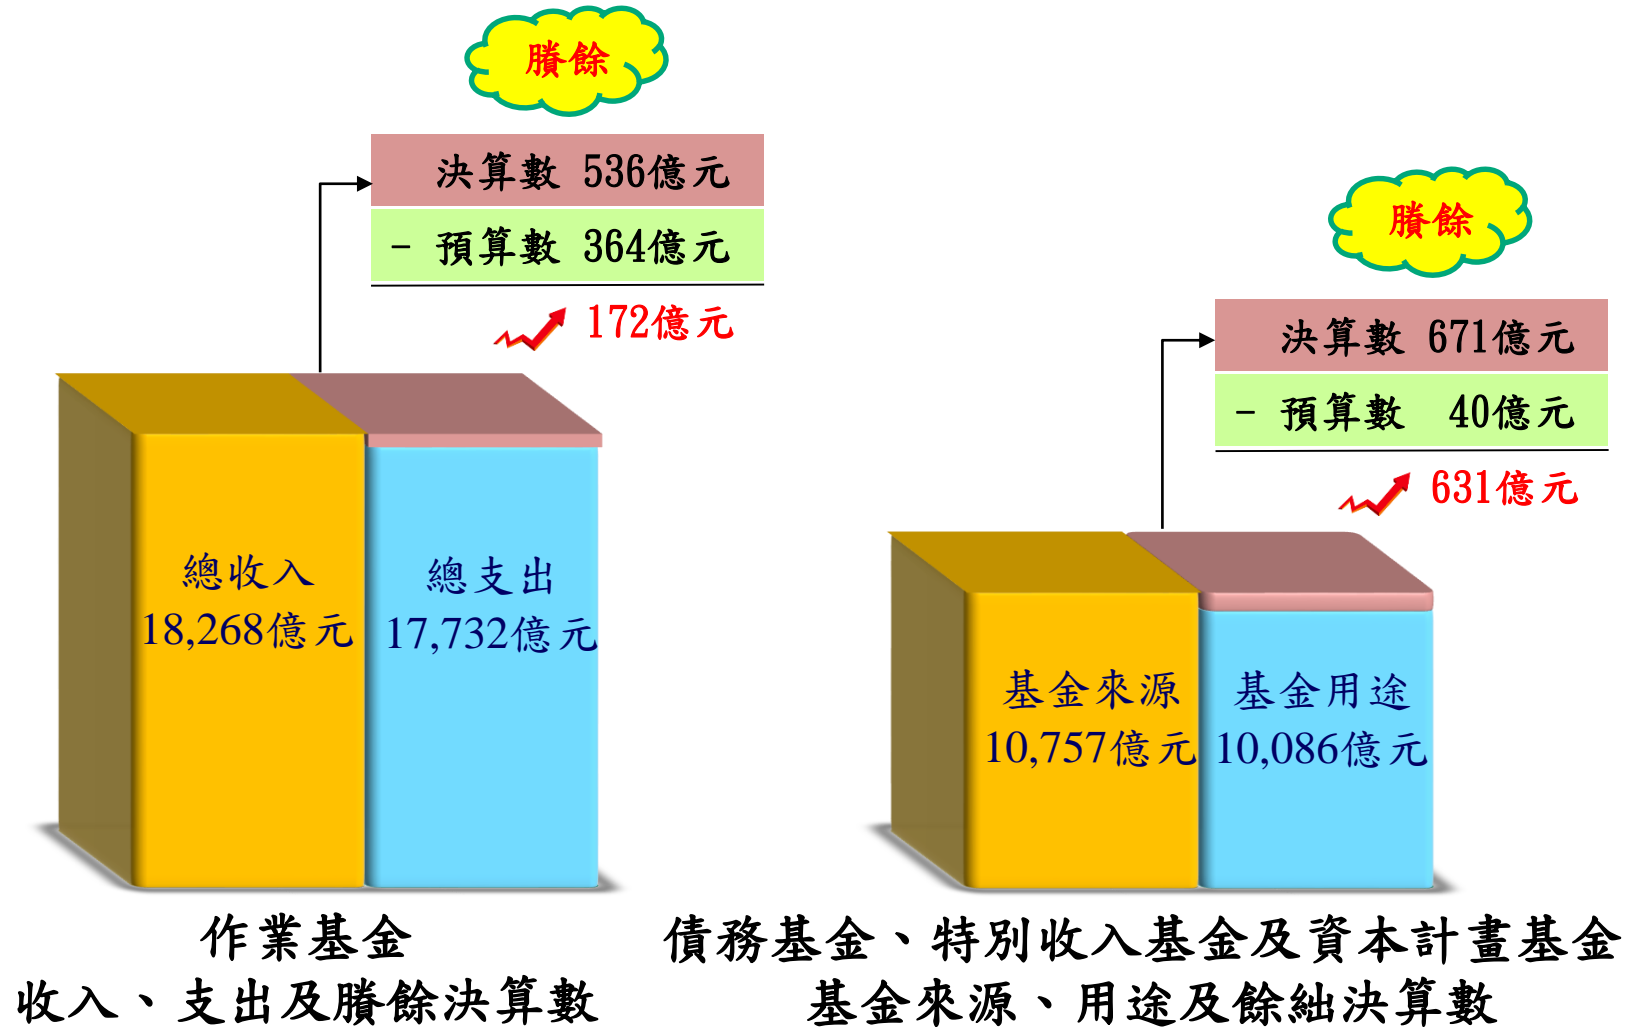 賸餘
決算數 536億元
- 預算數 364億元
172億元
總收入
18,268億元
總支出
17,732億元
作業基金
收入、支出及賸餘決算數
賸餘
決算數 671億元
- 預算數 40億元
631億元
基金來源
10,757億元
基金用途
10,086億元
債務基金、特別收入基金及資本計畫基金
基金來源、用途及餘絀決算數